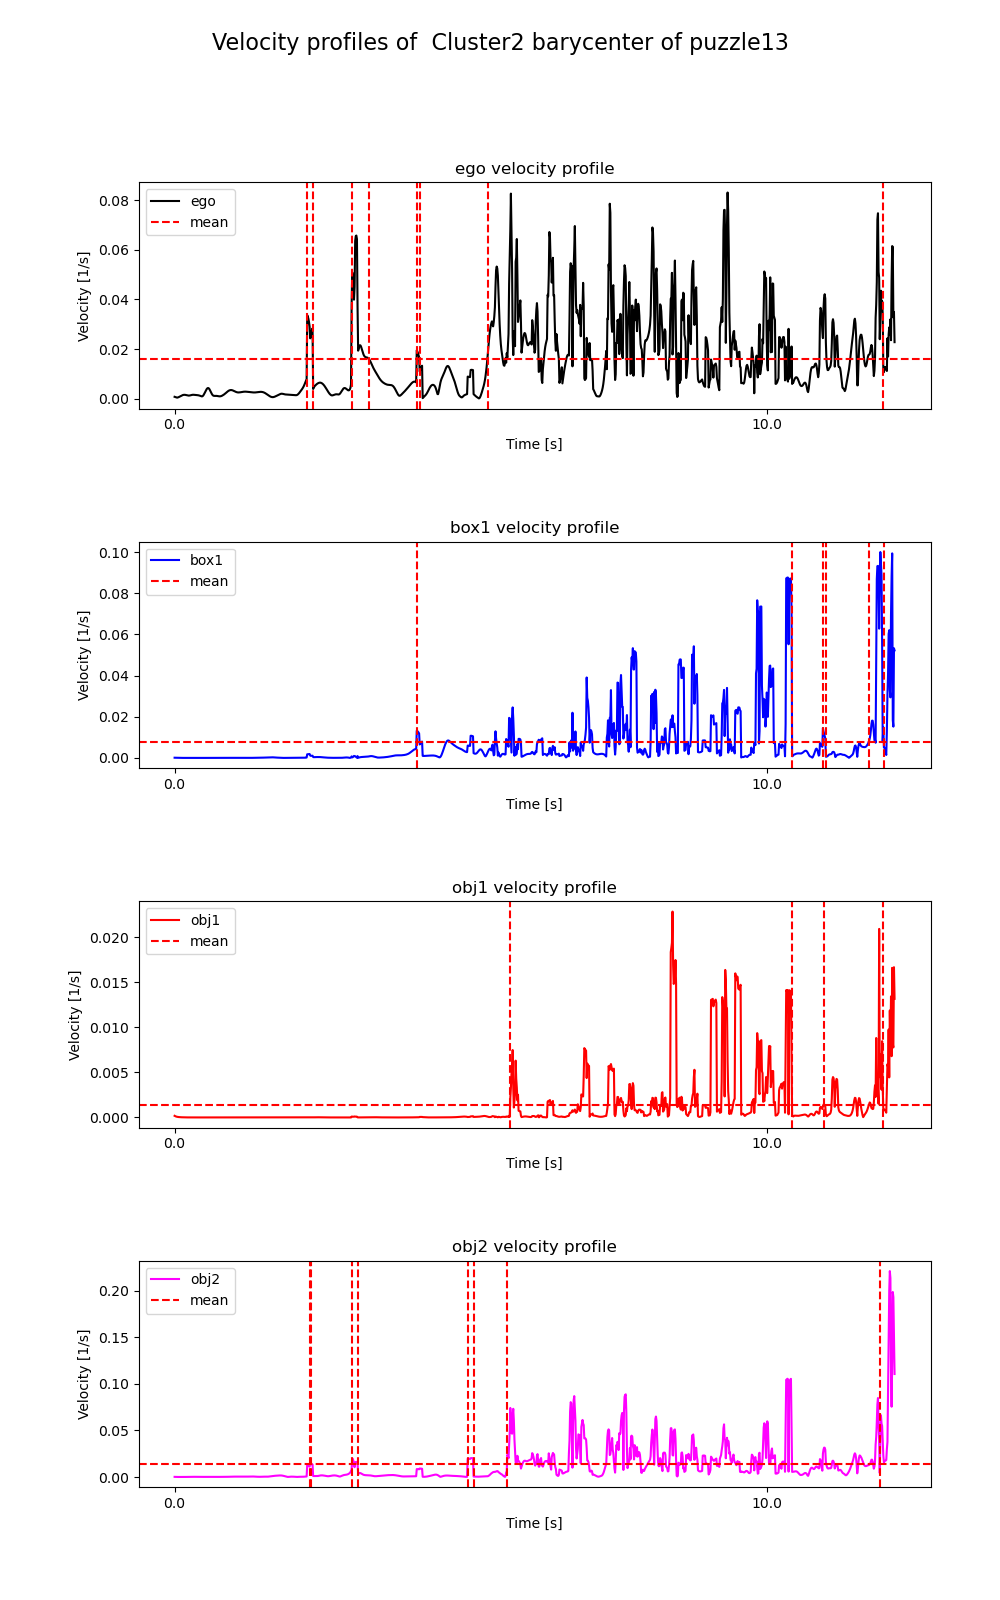 Velocity profiles of  Cluster2 barycenter of puzzle13
ego velocity profile
ego
mean
0.08
0.06
0.04
0.02
0.00
Velocity [1/s]
0.0
10.0
Time [s]
box1 velocity profile
box1
mean
0.10
0.08
0.06
0.04
0.02
0.00
Velocity [1/s]
0.0
10.0
Time [s]
obj1 velocity profile
obj1
mean
0.020
0.015
0.010
0.005
0.000
Velocity [1/s]
0.0
10.0
Time [s]
obj2 velocity profile
obj2
mean
0.20
0.15
0.10
0.05
0.00
Velocity [1/s]
0.0
10.0
Time [s]